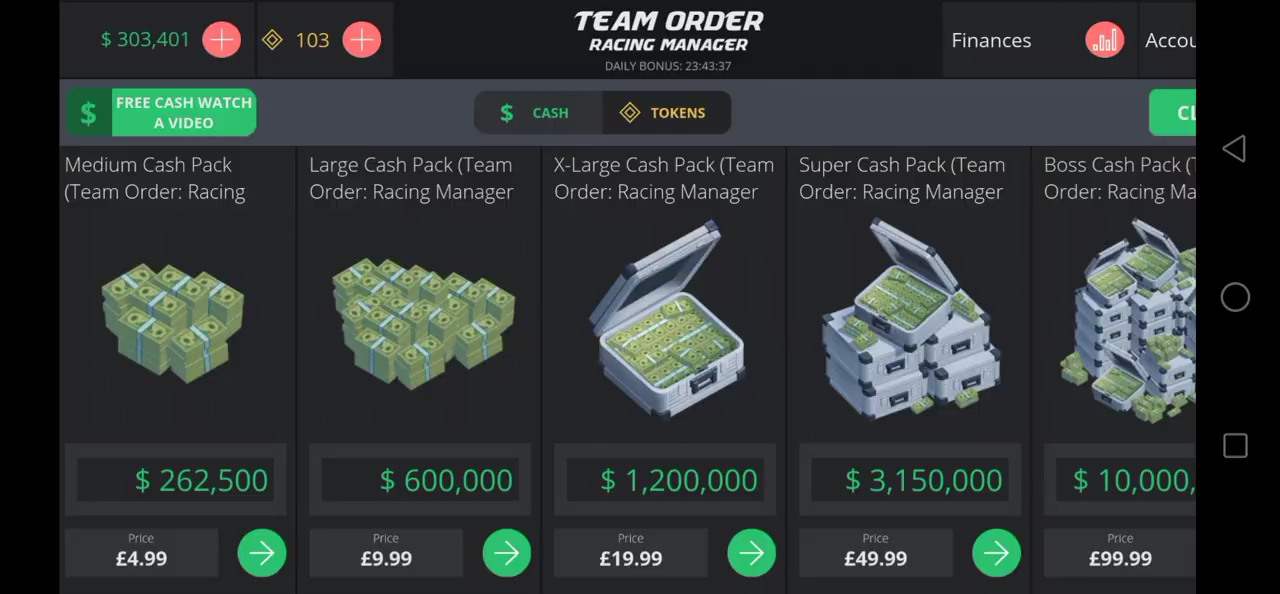 $ 303,401
103
TEAM ORDER
RACING MANAGER
DAILY BONUS: 23:43:37
Finances
Accou
$ FREE CASH WATCH
A VIDEO
$ CASH
TOKENS
CL
Medium Cash Pack
(Team Order: Racing
Large Cash Pack (Team
Order: Racing Manager
X-Large Cash Pack (Team
Order: Racing Manager
Super Cash Pack (Team
Order: Racing Manager
Boss Cash Pack (T
Order: Racing Ma
$ 262,500
$ 600,000
$ 1,200,000
$ 3,150,000
$ 10,000,
Price
£4.99
Price
£9.99
Price
£19.99
Price
£49.99
Price
£99.99